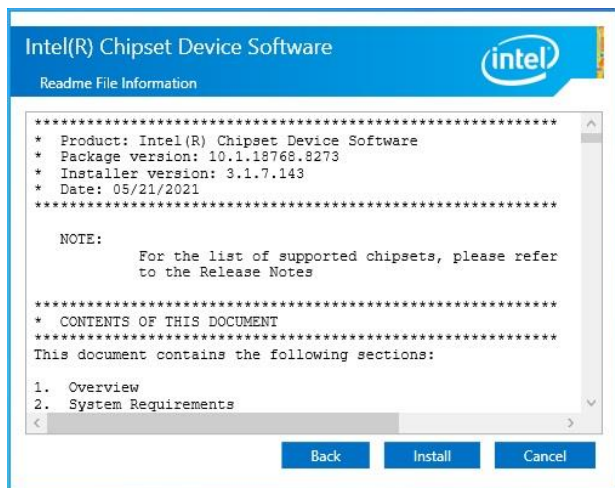 Intel(R) Chipset Device Software
Readme File Information
intel
************************************************************
*  Product: Intel(R) Chipset Device Software
*  Package version: 10.1.18768.8273
*  Installer version: 3.1.7.143
*  Date: 05/21/2021
************************************************************
NOTE:
For the list of supported chipsets, please refer
to the Release Notes
************************************************************
*  CONTENTS OF THIS DOCUMENT
************************************************************
This document contains the following sections:
1.  Overview
2.  System Requirements
Back Install Cancel